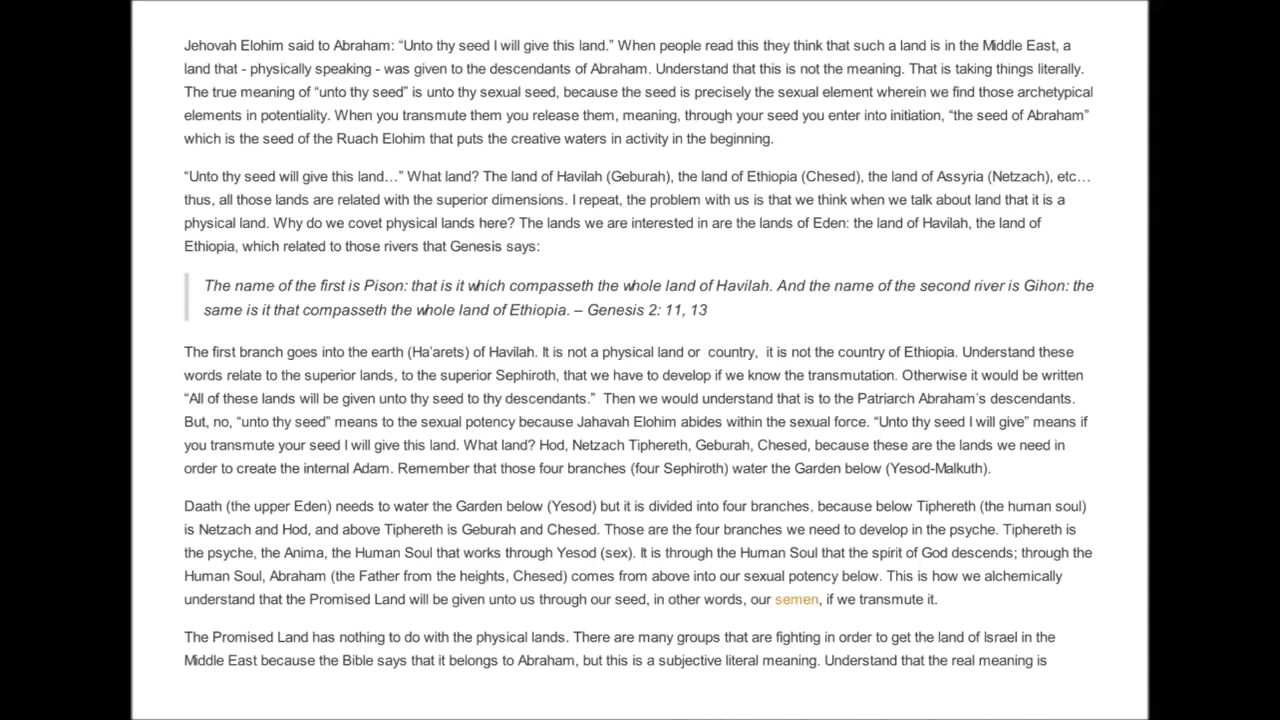 Jehovah Elohim said to Abraham: “Unto thy seed I will give this land.” When people read this they think that such a land is in the Middle East, a
land that - physically speaking - was given to the descendants of Abraham. Understand that this is not the meaning. That is taking things literally.
The true meaning of “unto thy seed” is unto thy sexual seed, because the seed is precisely the sexual element wherein we find those archetypical
elements in potentiality. When you transmute them you release them, meaning, through your seed you enter into initiation, “the seed of Abraham”
which is the seed of the Ruach Elohim that puts the creative waters in activity in the beginning.
“Unto thy seed will give this land…” What land? The land of Havilah (Geburah), the land of Ethiopia (Chesed), the land of Assyria (Netzach), etc…
thus, all those lands are related with the superior dimensions. I repeat, the problem with us is that we think when we talk about land that it is a
physical land. Why do we covet physical lands here? The lands we are interested in are the lands of Eden: the land of Havilah, the land of
Ethiopia, which related to those rivers that Genesis says:
The name of the first is Pison: that is it which compasseth the whole land of Havilah. And the name of the second river is Gihon: the
same is it that compasseth the whole land of Ethiopia. – Genesis 2: 11, 13
The first branch goes into the earth (Ha’arets) of Havilah. It is not a physical land or country, it is not the country of Ethiopia. Understand these
words relate to the superior lands, to the superior Sephiroth, that we have to develop if we know the transmutation. Otherwise it would be written
“All of these lands will be given unto thy seed to thy descendants.” Then we would understand that is to the Patriarch Abraham’s descendants.
But, no, “unto thy seed” means to the sexual potency because Jahavah Elohim abides within the sexual force. “Unto thy seed I will give” means if
you transmute your seed I will give this land. What land? Hod, Netzach Tiphereth, Geburah, Chesed, because these are the lands we need in
order to create the internal Adam. Remember that those four branches (four Sephiroth) water the Garden below (Yesod-Malkuth).
Daath (the upper Eden) needs to water the Garden below (Yesod) but it is divided into four branches, because below Tiphereth (the human soul)
is Netzach and Hod, and above Tiphereth is Geburah and Chesed. Those are the four branches we need to develop in the psyche. Tiphereth is
the psyche, the Anima, the Human Soul that works through Yesod (sex). It is through the Human Soul that the spirit of God descends; through the
Human Soul, Abraham (the Father from the heights, Chesed) comes from above into our sexual potency below. This is how we alchemically
understand that the Promised Land will be given unto us through our seed, in other words, our semen, if we transmute it.
The Promised Land has nothing to do with the physical lands. There are many groups that are fighting in order to get the land of Israel in the
Middle East because the Bible says that it belongs to Abraham, but this is a subjective literal meaning. Understand that the real meaning is